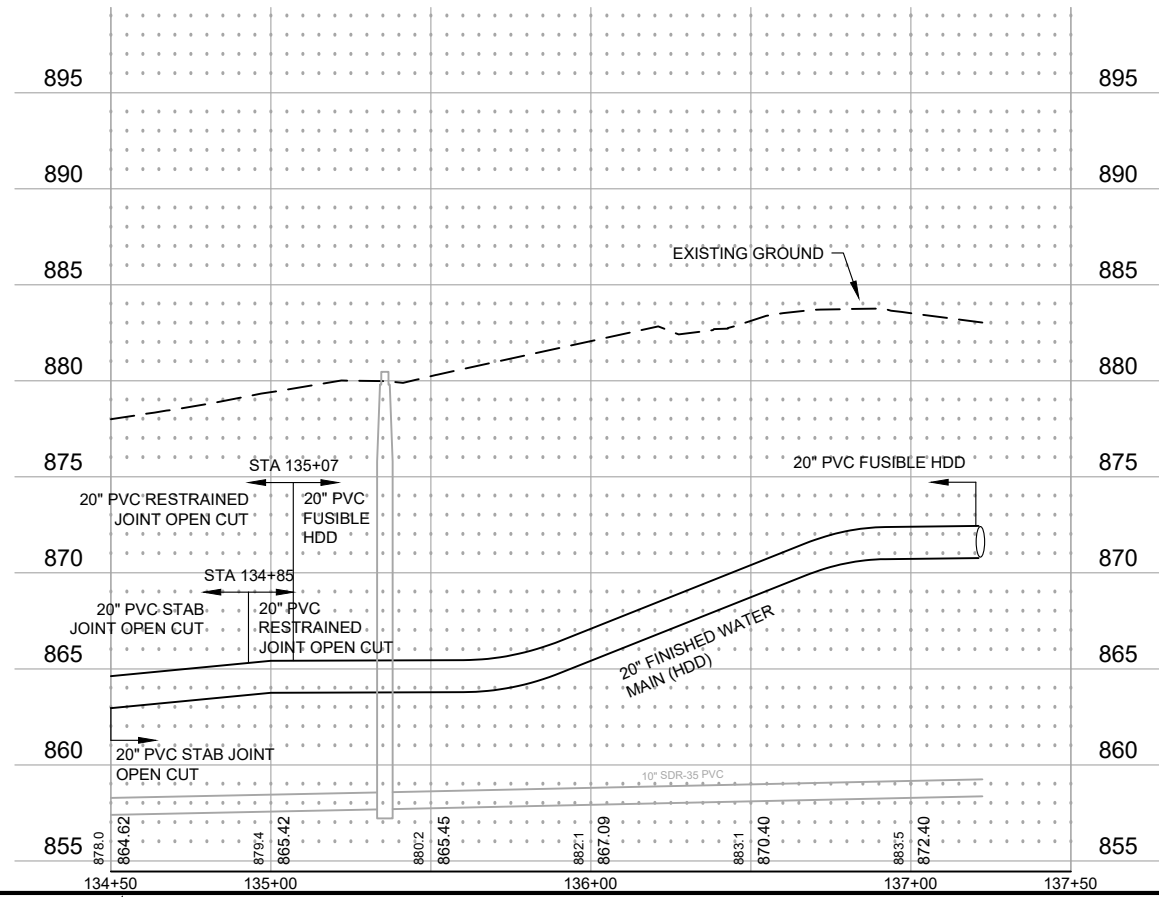 895
895
890
890
EXISTING GROUND
885
885
880
880
STA 135+07
20" PVC FUSIBLE HDD
875
875
20" PVC RESTRAINED
JOINT OPEN CUT
20" PVC
FUSIBLE
HDD
870
870
STA 134+85
20" PVC STAB
JOINT OPEN CUT
20" PVC
RESTRAINED
JOINT OPEN CUT
20" FINISHED WATER
MAIN (HDD)
865
865
860
860
20" PVC STAB JOINT
OPEN CUT
10" SDR-35 PVC
855
855
878.0
864.62
879.4
865.42
880.2
865.45
882.1
867.09
883.1
870.40
883.5
872.40
134+50
135+00
136+00
137+00
137+50